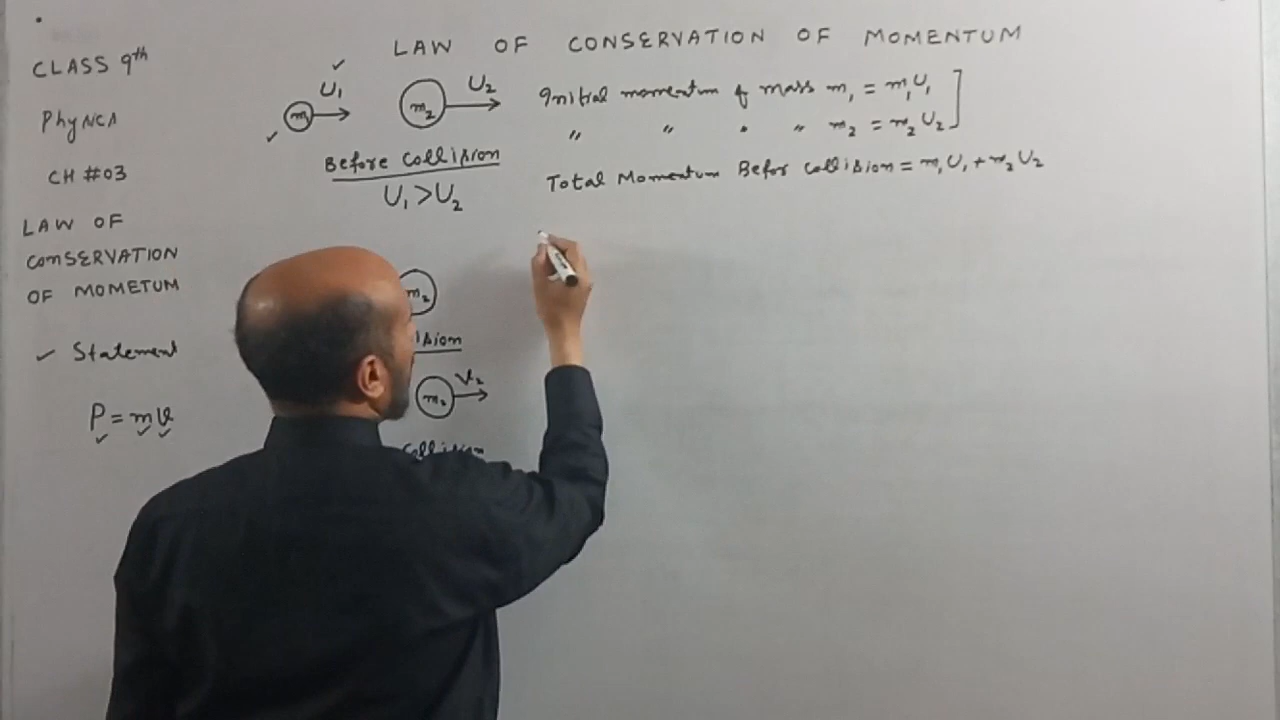 LAW OF CONSERVATION OF MOMENTUM
CLASS 9th
Physics
CH #03
LAW OF
CONSERVATION
OF MOMETUM
✓ Statement
P = mv
U₁
m₁
U₂
m₂
Before Collision
U₁ > U₂
Initial momentum of mass m₁ = m₁U₁
" " " " m₂ = m₂U₂
Total Momentum Befor collision = m₁U₁ + m₂U₂
m₂
m₂
v₂
Collision